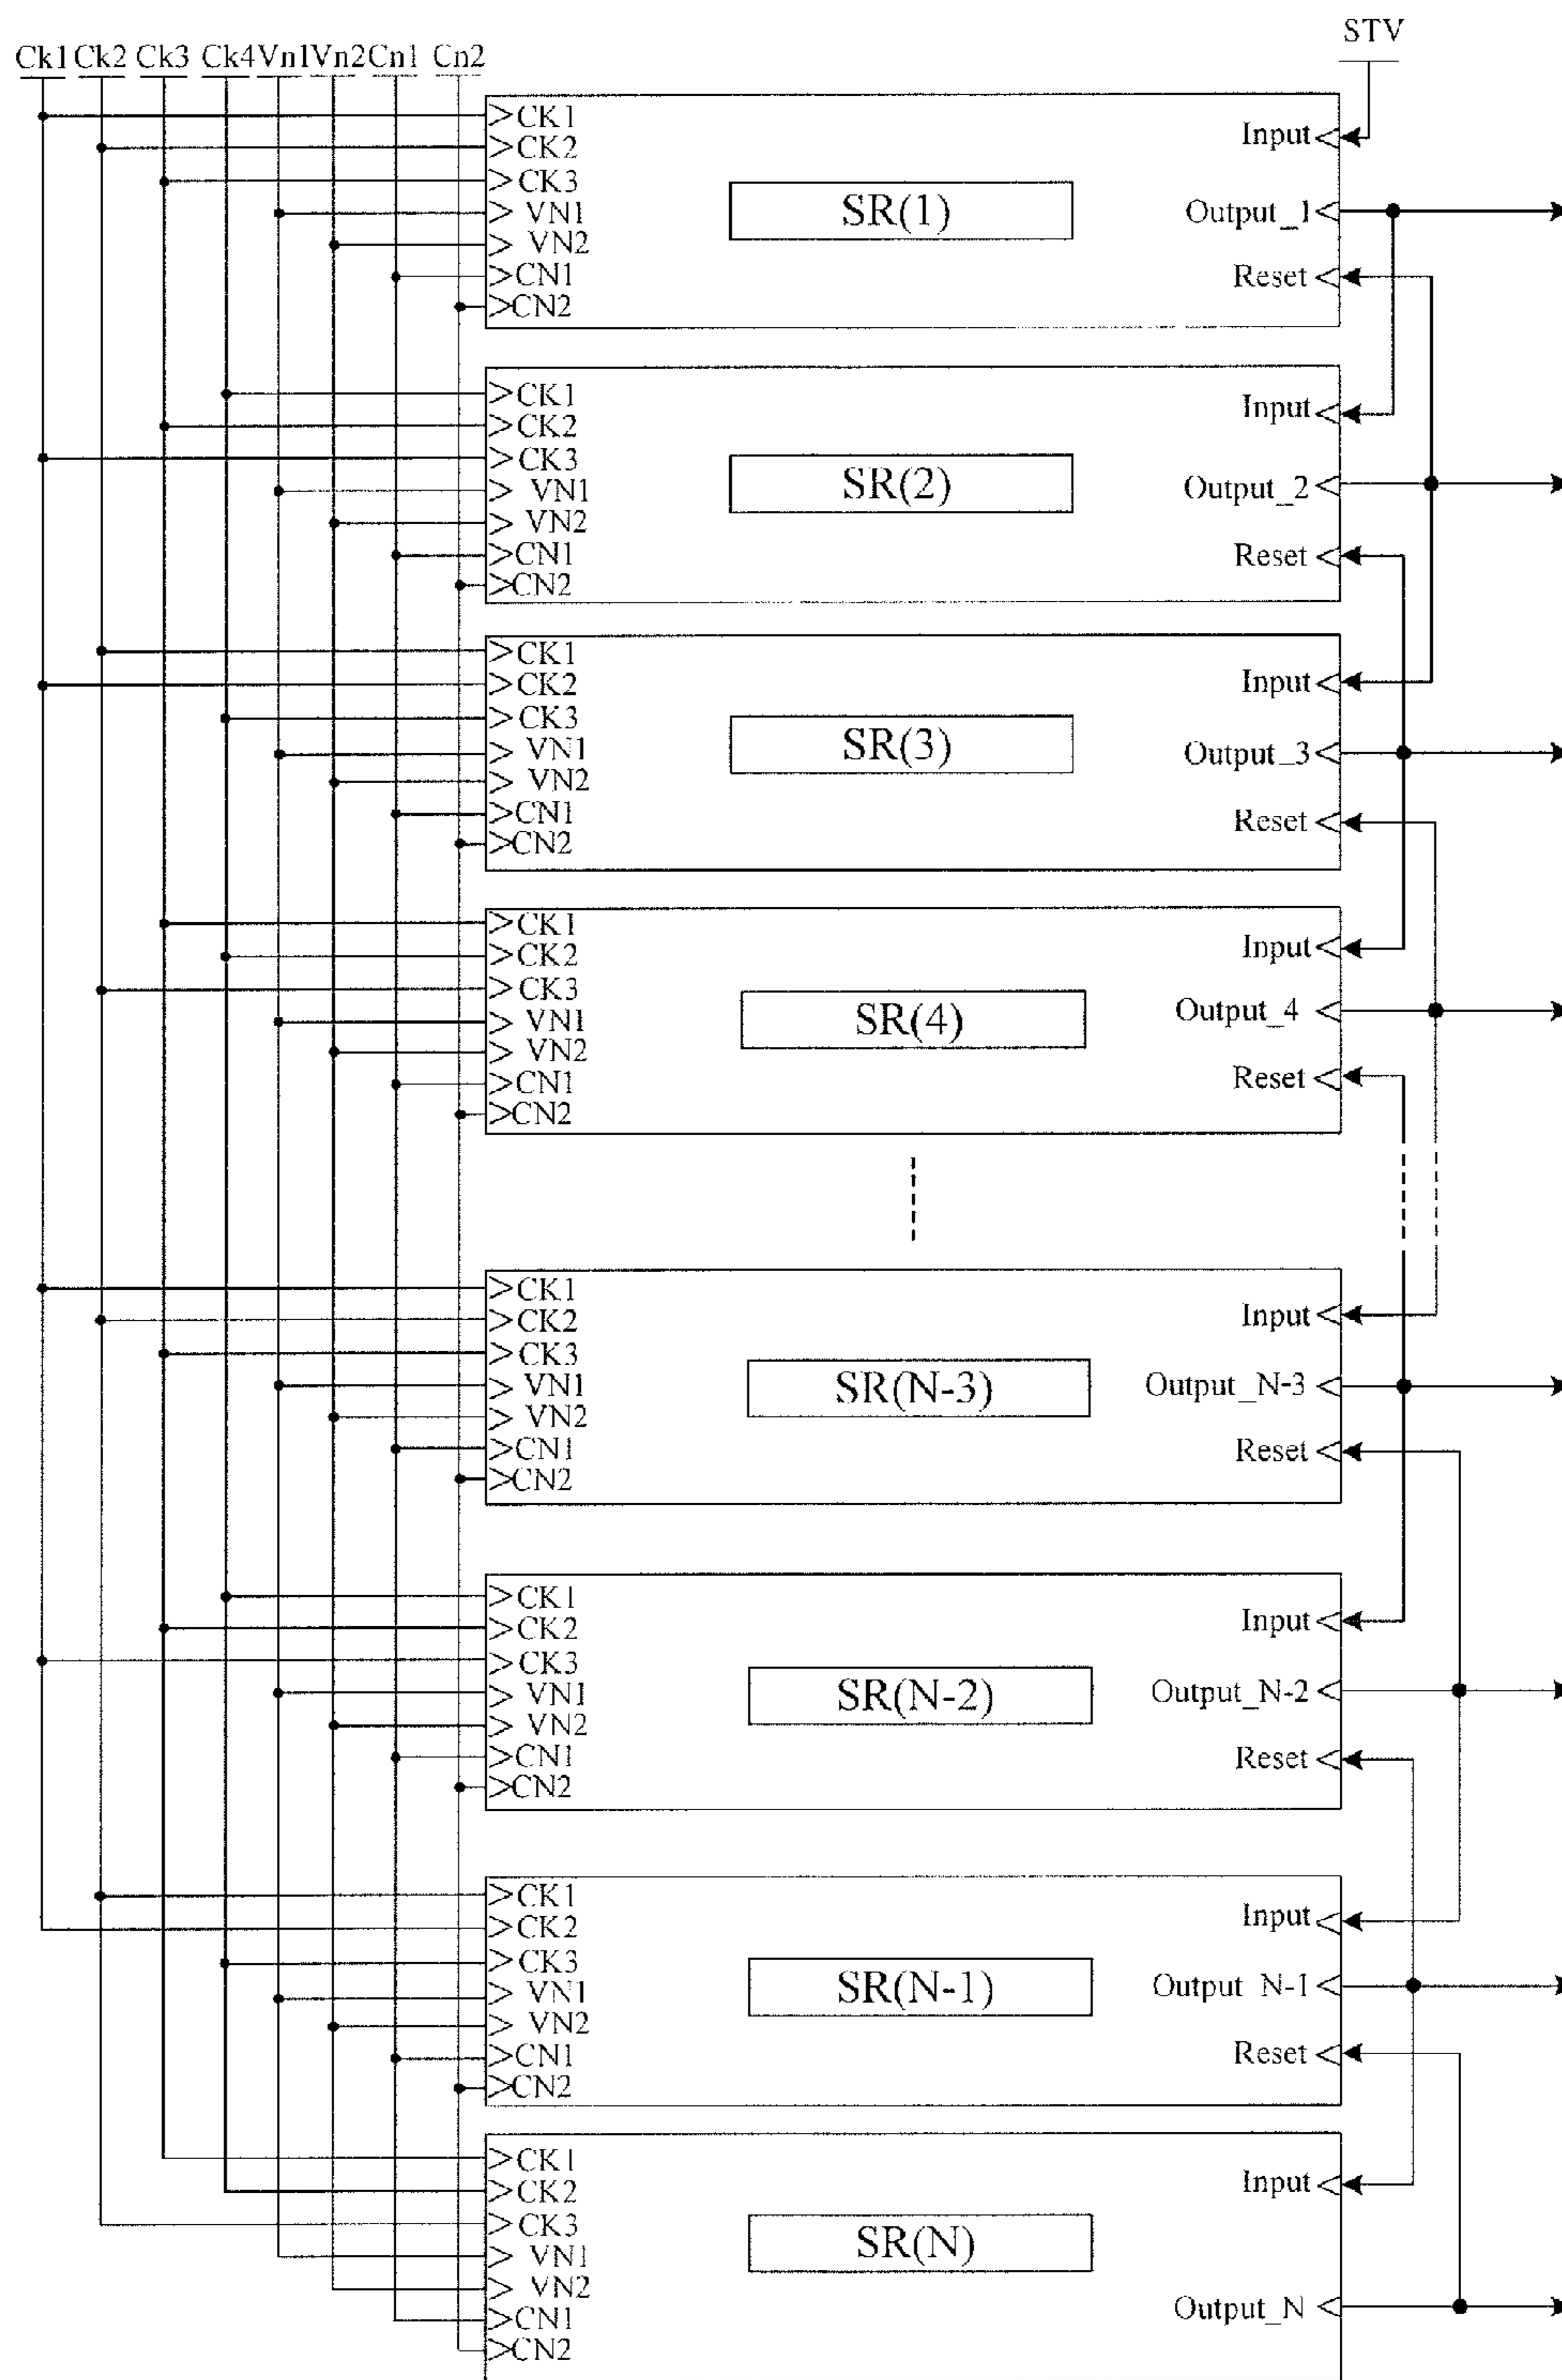 STV
Ck1 Ck2 Ck3 Ck4 Vn1 Vn2 Cn1 Cn2
CK1
CK2
CK3
VN1
VN2
CN1
CN2
SR(1)
Input
Output_1
Reset
CK1
CK2
CK3
VN1
VN2
CN1
CN2
SR(2)
Input
Output_2
Reset
CK1
CK2
CK3
VN1
VN2
CN1
CN2
SR(3)
Input
Output_3
Reset
CK1
CK2
CK3
VN1
VN2
CN1
CN2
SR(4)
Input
Output_4
Reset
CK1
CK2
CK3
VN1
VN2
CN1
CN2
SR(N-3)
Input
Output_N-3
Reset
CK1
CK2
CK3
VN1
VN2
CN1
CN2
SR(N-2)
Input
Output_N-2
Reset
CK1
CK2
CK3
VN1
VN2
CN1
CN2
SR(N-1)
Input
Output N-1
Reset
CK1
CK2
CK3
VN1
VN2
CN1
CN2
SR(N)
Input
Output_N